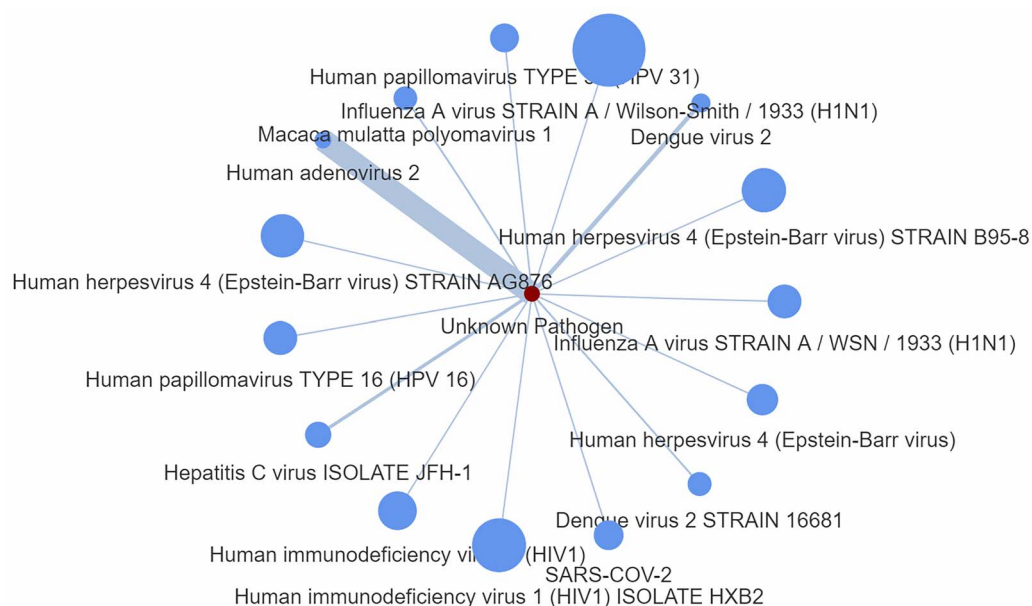 Human papillomavirus TYPE (HPV 31)
Influenza A virus STRAIN A / Wilson-Smith / 1933 (H1N1)
Macaca mulatta polyomavirus 1
Dengue virus 2
Human adenovirus 2
Human herpesvirus 4 (Epstein-Barr virus) STRAIN B95-8
Human herpesvirus 4 (Epstein-Barr virus) STRAIN AG876
Unknown Pathogen
Influenza A virus STRAIN A / WSN / 1933 (H1N1)
Human papillomavirus TYPE 16 (HPV 16)
Human herpesvirus 4 (Epstein-Barr virus)
Hepatitis C virus ISOLATE JFH-1
Dengue virus 2 STRAIN 16681
Human immunodeficiency (HIV1)
SARS-COV-2
Human immunodeficiency virus 1 (HIV1) ISOLATE HXB2